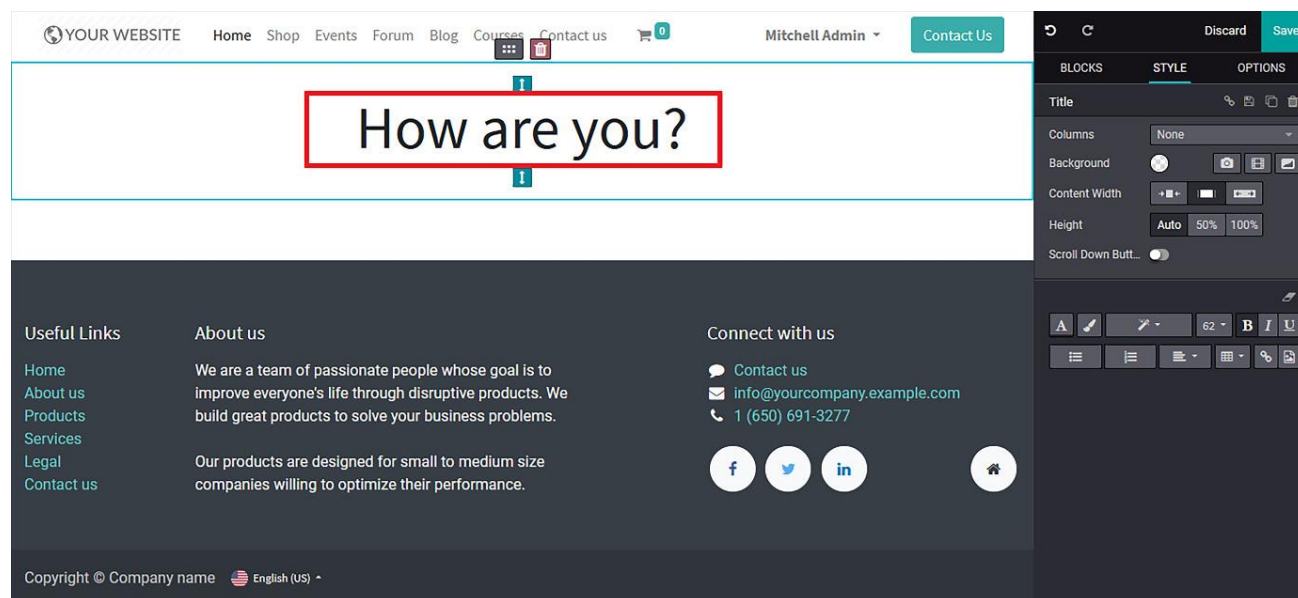 YOUR WEBSITE Home Shop Events Forum Blog Courses Contact us 0 Mitchell Admin Contact Us
How are you?
Useful Links
Home
About us
Products
Services
Legal
Contact us
About us
We are a team of passionate people whose goal is to
improve everyone's life through disruptive products. We
build great products to solve your business problems.
Our products are designed for small to medium size
companies willing to optimize their performance.
Connect with us
Contact us
info@yourcompany.example.com
1 (650) 691-3277
f in
Copyright © Company name English (US)
Discard Save
BLOCKS STYLE OPTIONS
Title
Columns None
Background
Content Width
Height Auto 50% 100%
Scroll Down Butt...
A 62 B I U